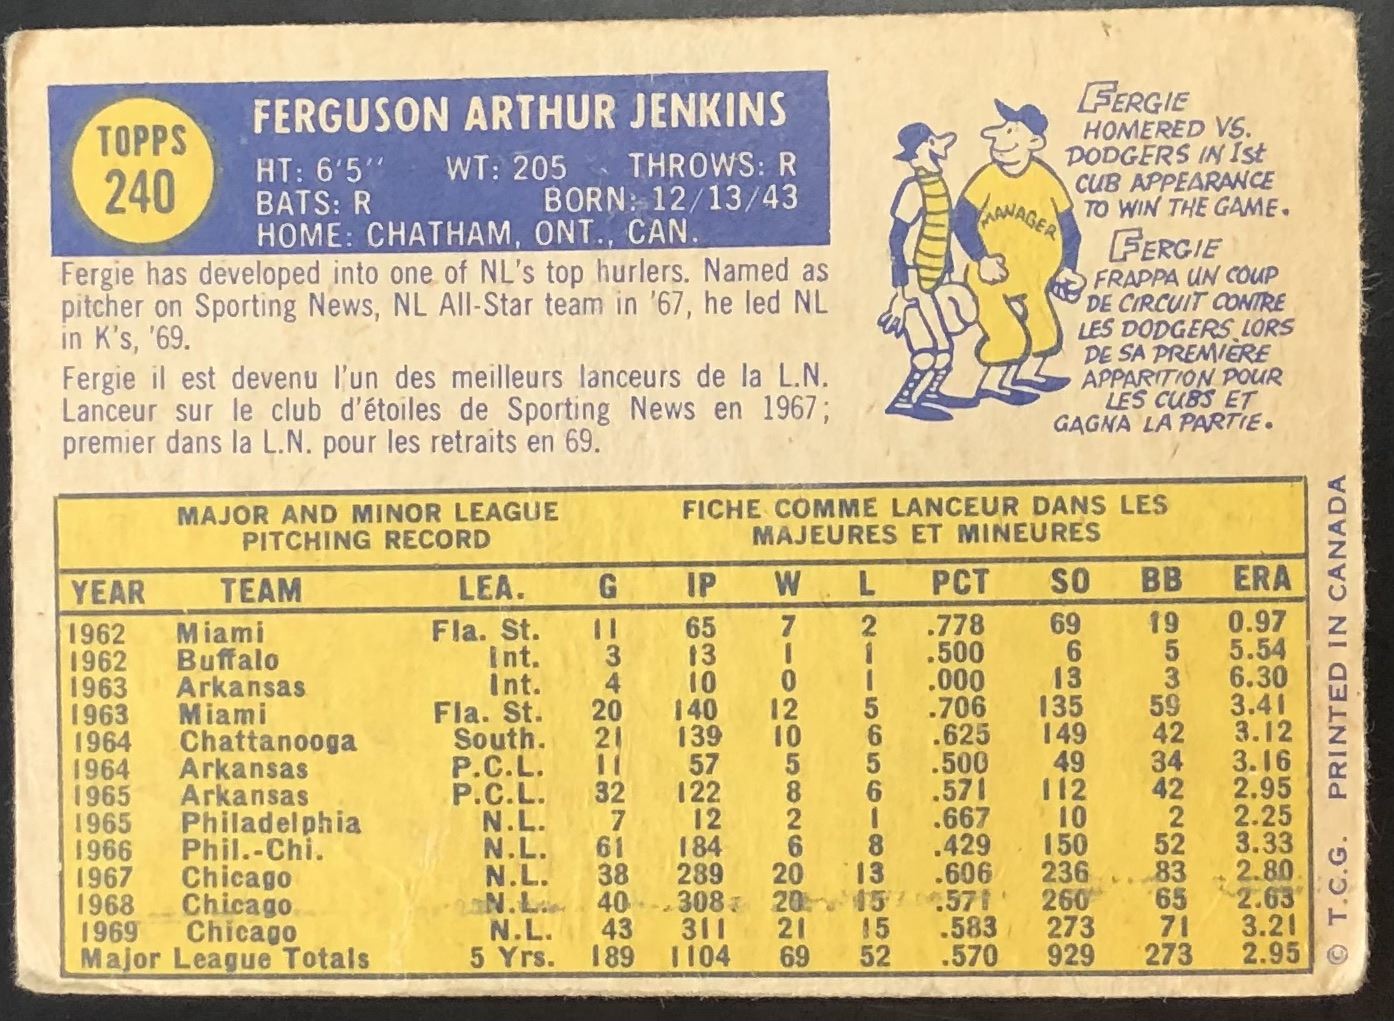 TOPPS
240
FERGUSON ARTHUR JENKINS
HT: 6'5" WT: 205 THROWS: R
BATS: R BORN: 12/13/43
HOME: CHATHAM, ONT., CAN.
Fergie has developed into one of NL's top hurlers. Named as
pitcher on Sporting News, NL All-Star team in '67, he led NL
in K's, '69.
Fergie il est devenu l'un des meilleurs lanceurs de la L.N.
Lanceur sur le club d'étoiles de Sporting News en 1967;
premier dans la L.N. pour les retraits en 69.
MANAGER
FERGIE
HOMERED VS.
DODGERS IN 1st
CUB APPEARANCE
TO WIN THE GAME.
FERGIE
FRAPPA UN COUP
DE CIRCUIT CONTRE
LES DODGERS LORS
DE SA PREMIÈRE
APPARITION POUR
LES CUBS ET
GAGNA LA PARTIE.
MAJOR AND MINOR LEAGUE
PITCHING RECORD
FICHE COMME LANCEUR DANS LES
MAJEURES ET MINEURES
YEAR TEAM LEA. G IP W L PCT SO BB ERA
1962 Miami Fla. St. 11 65 7 2 .778 69 19 0.97
1962 Buffalo Int. 3 13 1 1 .500 6 5 5.54
1963 Arkansas Int. 4 10 0 1 .000 13 3 6.30
1963 Miami Fla. St. 20 140 12 5 .706 135 59 3.41
1964 Chattanooga South. 21 139 10 6 .625 149 42 3.12
1964 Arkansas P.C.L. 11 57 5 5 .500 49 34 3.16
1965 Arkansas P.C.L. 32 122 8 6 .571 112 42 2.95
1965 Philadelphia N.L. 7 12 2 1 .667 10 2 2.25
1966 Phil.-Chi. N.L. 61 184 6 8 .429 150 52 3.33
1967 Chicago N.L. 38 289 20 13 .606 236 83 2.80
1968 Chicago N.L. 40 308 20 15 .571 260 65 2.63
1969 Chicago N.L. 43 311 21 15 .583 273 71 3.21
Major League Totals 5 Yrs. 189 1104 69 52 .570 929 273 2.95
© T.C.G. PRINTED IN CANADA